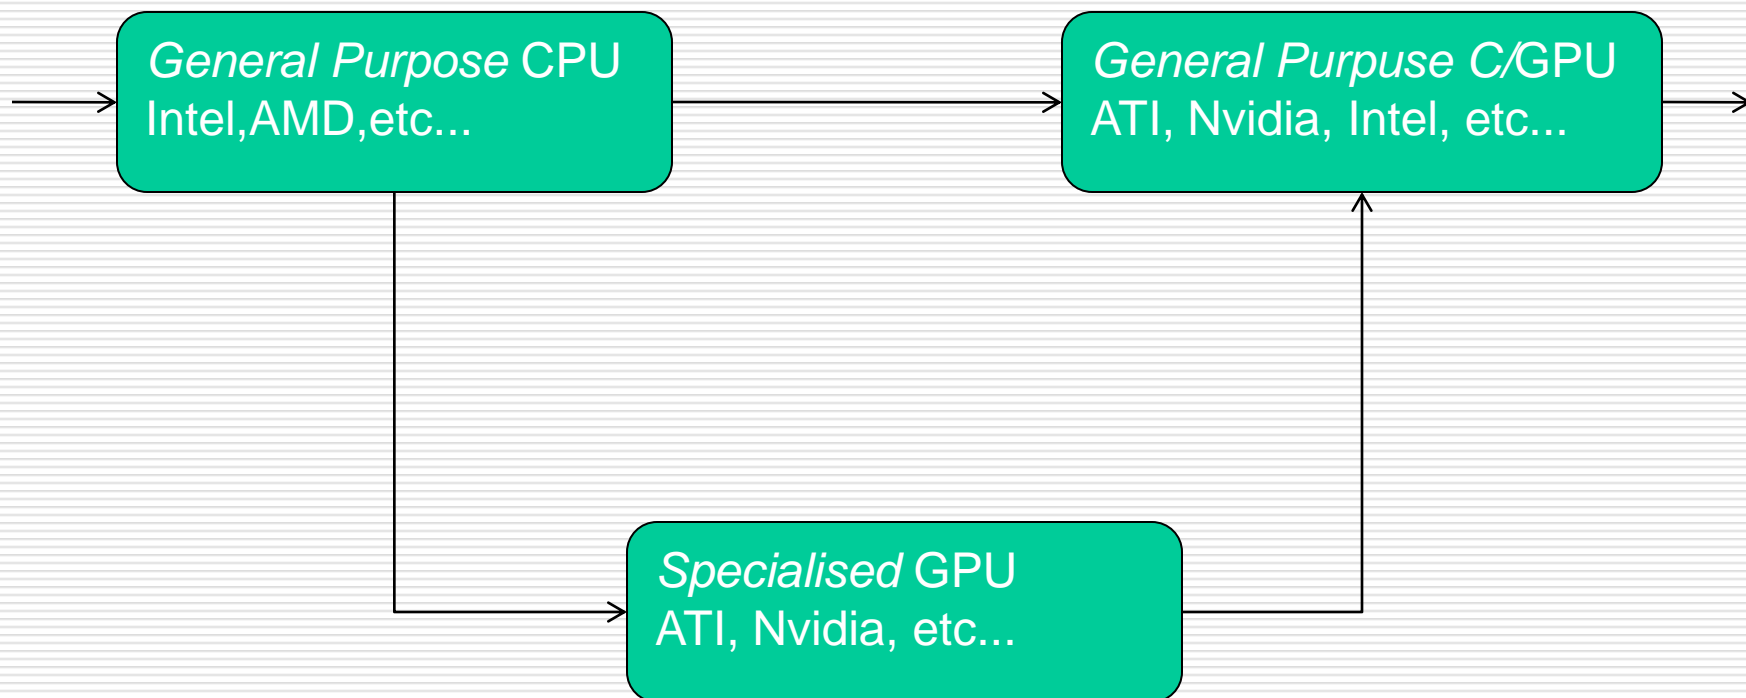 General Purpose CPU
Intel,AMD,etc...
General Purpuse C/GPU
ATI, Nvidia, Intel, etc...
Specialised GPU
ATI, Nvidia, etc...